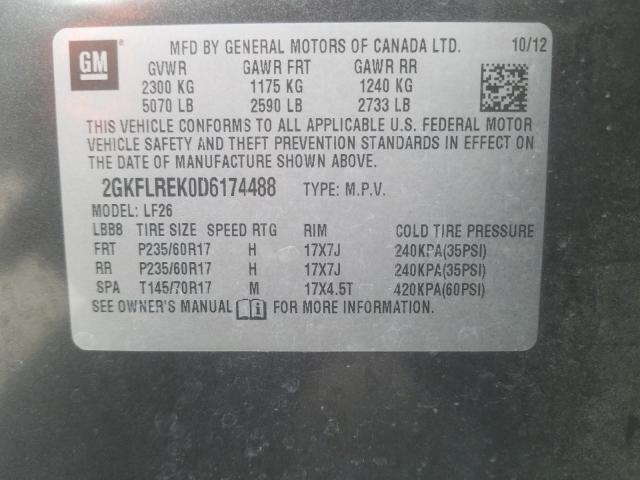 GM
MFD BY GENERAL MOTORS OF CANADA LTD. 10/12
GVWR GAWR FRT GAWR RR
2300 KG 1175 KG 1240 KG
5070 LB 2590 LB 2733 LB
THIS VEHICLE CONFORMS TO ALL APPLICABLE U.S. FEDERAL MOTOR
VEHICLE SAFETY AND THEFT PREVENTION STANDARDS IN EFFECT ON
THE DATE OF MANUFACTURE SHOWN ABOVE.
2GKFLREK0D6174488 TYPE: M.P.V.
MODEL: LF26
LBB8 TIRE SIZE SPEED RTG RIM COLD TIRE PRESSURE
FRT P235/60R17 H 17X7J 240KPA(35PSI)
RR P235/60R17 H 17X7J 240KPA(35PSI)
SPA T145/70R17 M 17X4.5T 420KPA(60PSI)
SEE OWNER'S MANUAL FOR MORE INFORMATION.